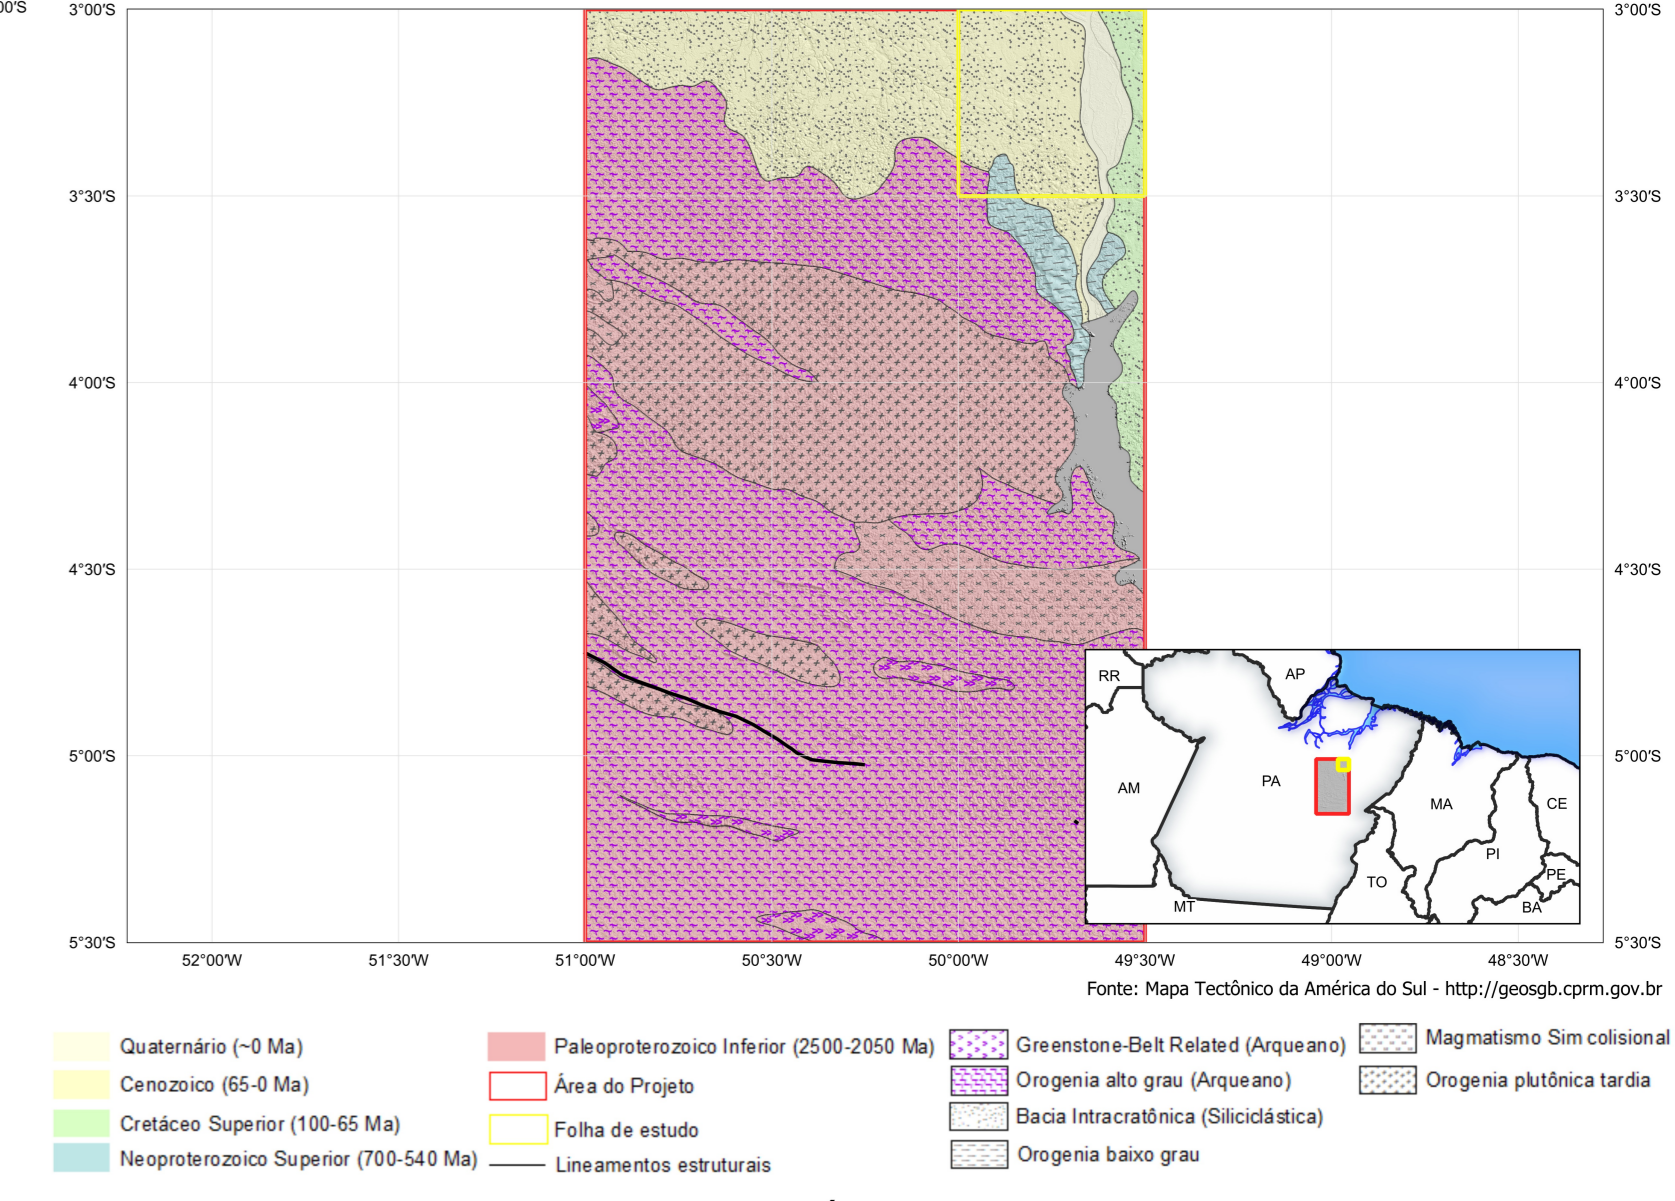 00'S
3°00'S
3°00'S
3°30'S
3°30'S
4°00'S
4°00'S
4°30'S
4°30'S
RR
AP
5°00'S
5°00'S
AM
PA
MA
CE
PI
PE
TO
MT
BA
5°30'S
5°30'S
52°00'W
51°30'W
51°00'W
50°30'W
50°00'W
49°30'W
49°00'W
48°30'W
Fonte: Mapa Tectônico da América do Sul - http://geosgb.cprm.gov.br
Quaternário (~0 Ma)
Cenozoico (65-0 Ma)
Cretáceo Superior (100-65 Ma)
Neoproterozoico Superior (700-540 Ma)
Paleoproterozoico Inferior (2500-2050 Ma)
Área do Projeto
Folha de estudo
Lineamentos estruturais
Greenstone-Belt Related (Arqueano)
Orogenia alto grau (Arqueano)
Bacia Intracratônica (Siliciclástica)
Orogenia baixo grau
Magmatismo Sim colisional
Orogenia plutônica tardia